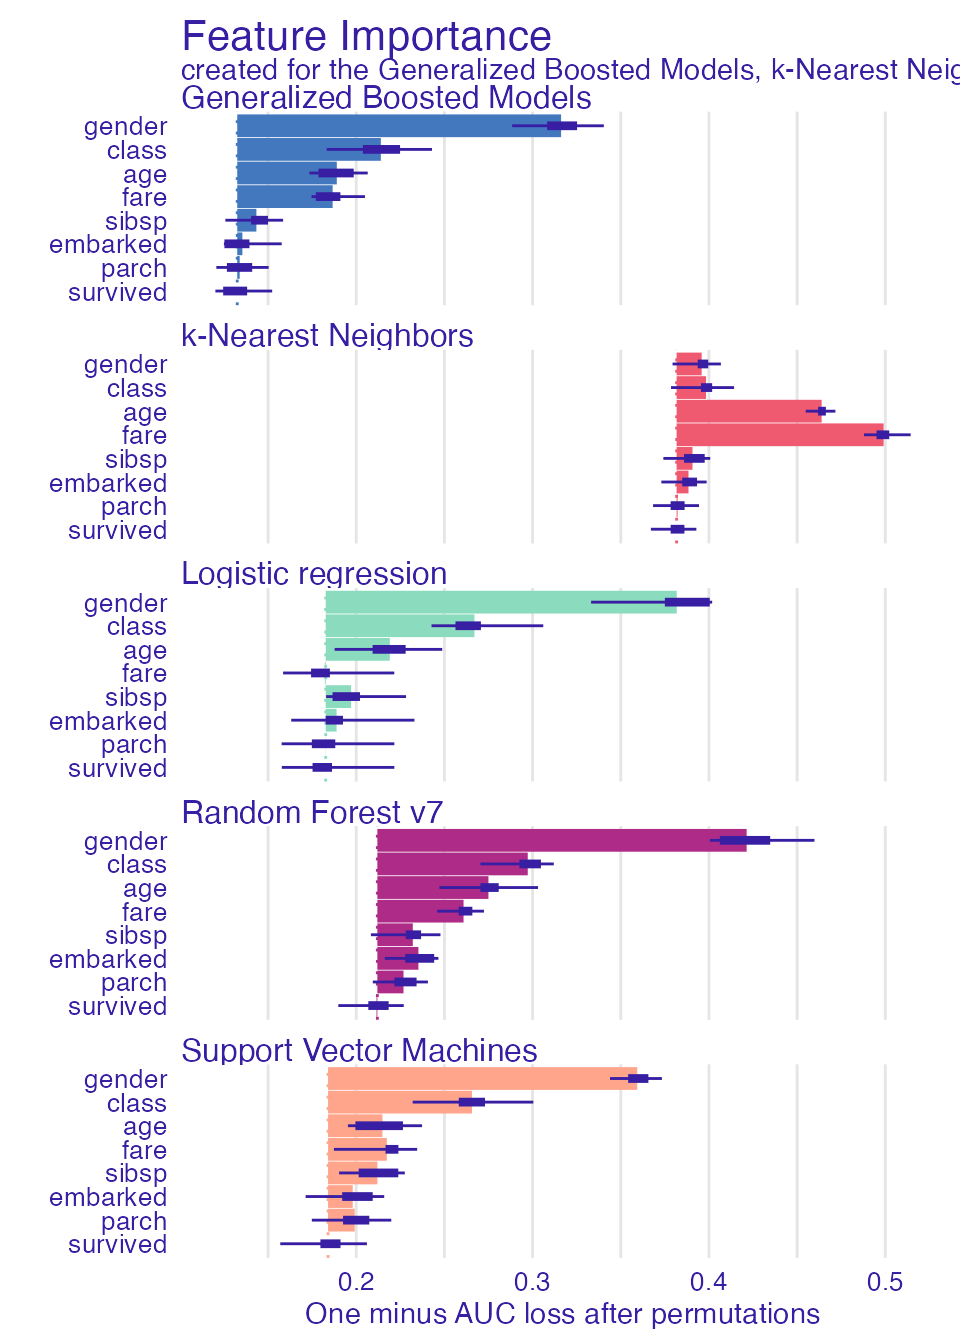 Feature Importance
created for the Generalized Boosted Models, k-Nearest Neig
Generalized Boosted Models
gender
class
age
fare
sibsp
embarked
parch
survived
k-Nearest Neighbors
gender
class
age
fare
sibsp
embarked
parch
survived
Logistic regression
gender
class
age
fare
sibsp
embarked
parch
survived
Random Forest v7
gender
class
age
fare
sibsp
embarked
parch
survived
Support Vector Machines
gender
class
age
fare
sibsp
embarked
parch
survived
0.2 0.3 0.4 0.5
One minus AUC loss after permutations